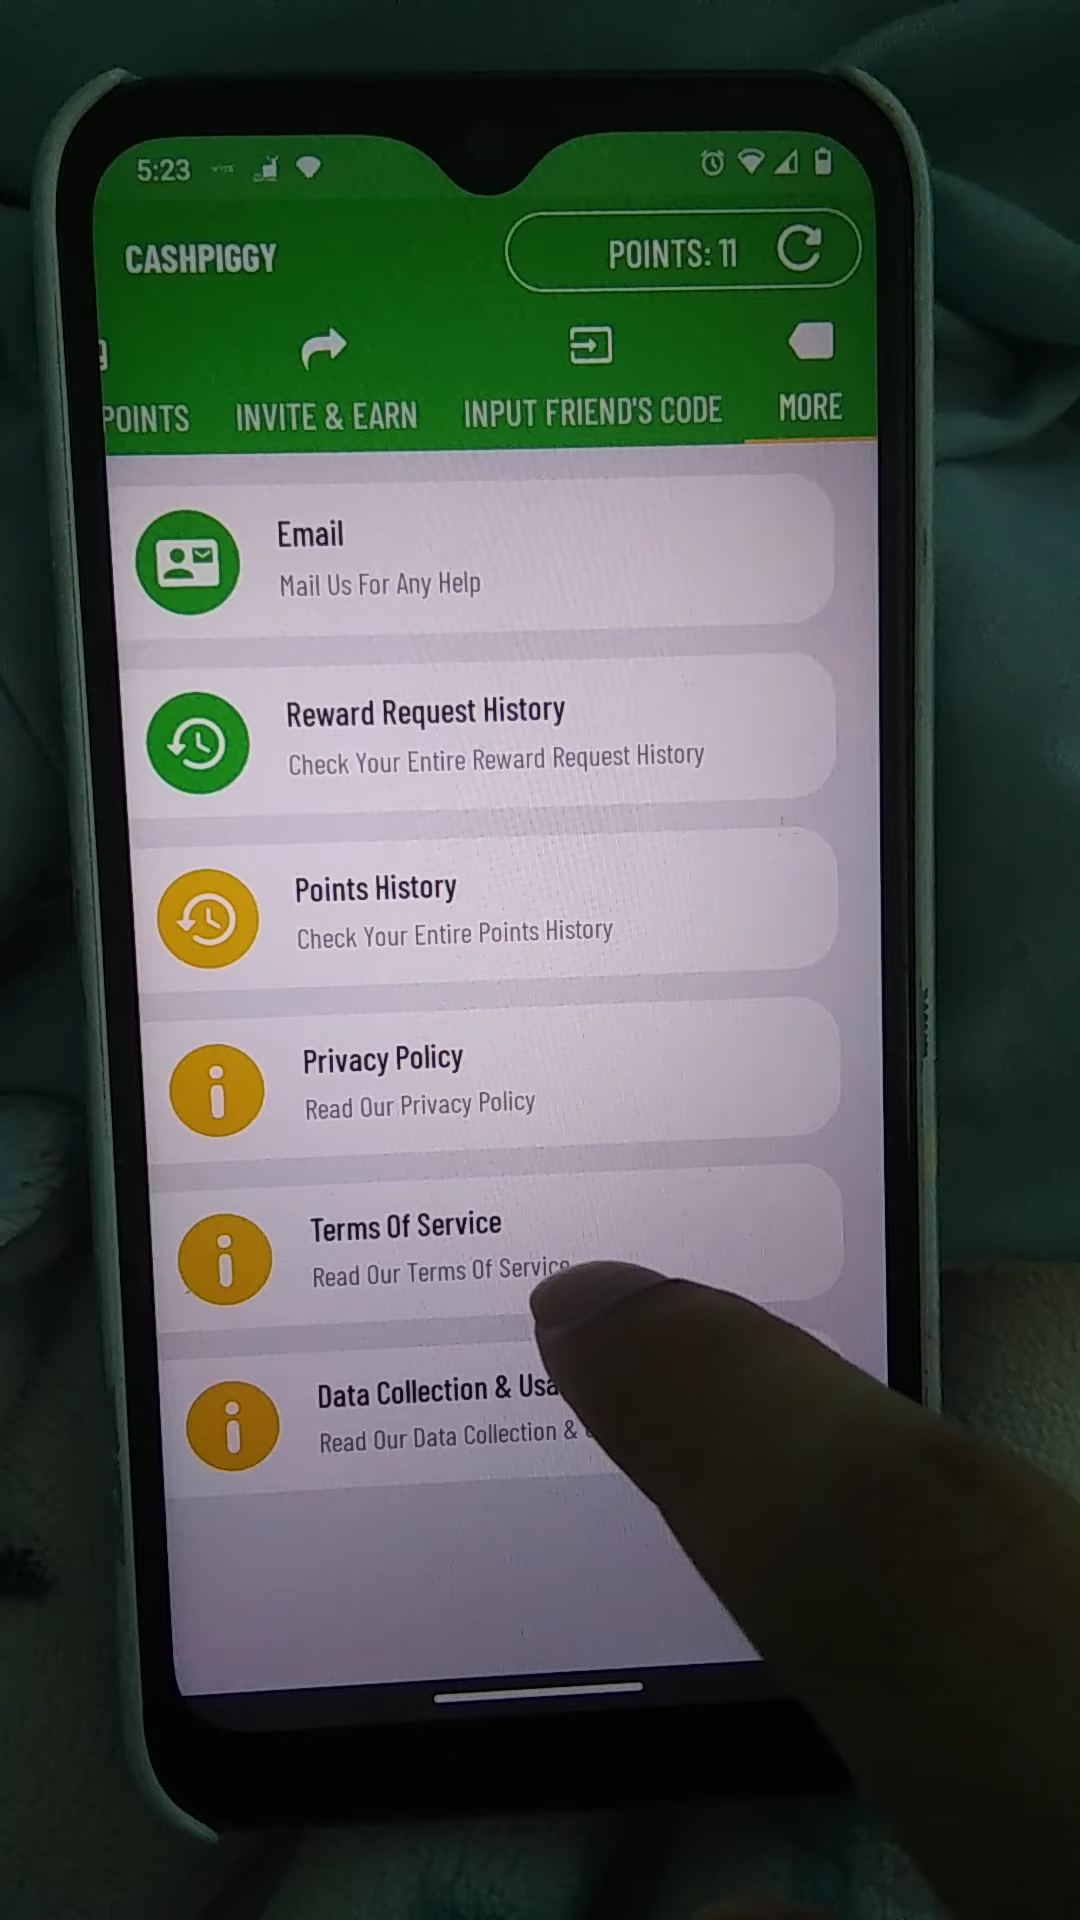 5:23
CASHPIGGY
POINTS: 11
POINTS
INVITE & EARN
INPUT FRIEND'S CODE
MORE
Email
Mail Us For Any Help
Reward Request History
Check Your Entire Reward Request History
Points History
Check Your Entire Points History
Privacy Policy
Read Our Privacy Policy
Terms Of Service
Read Our Terms Of Service
Data Collection &
Read Our Data Collection &